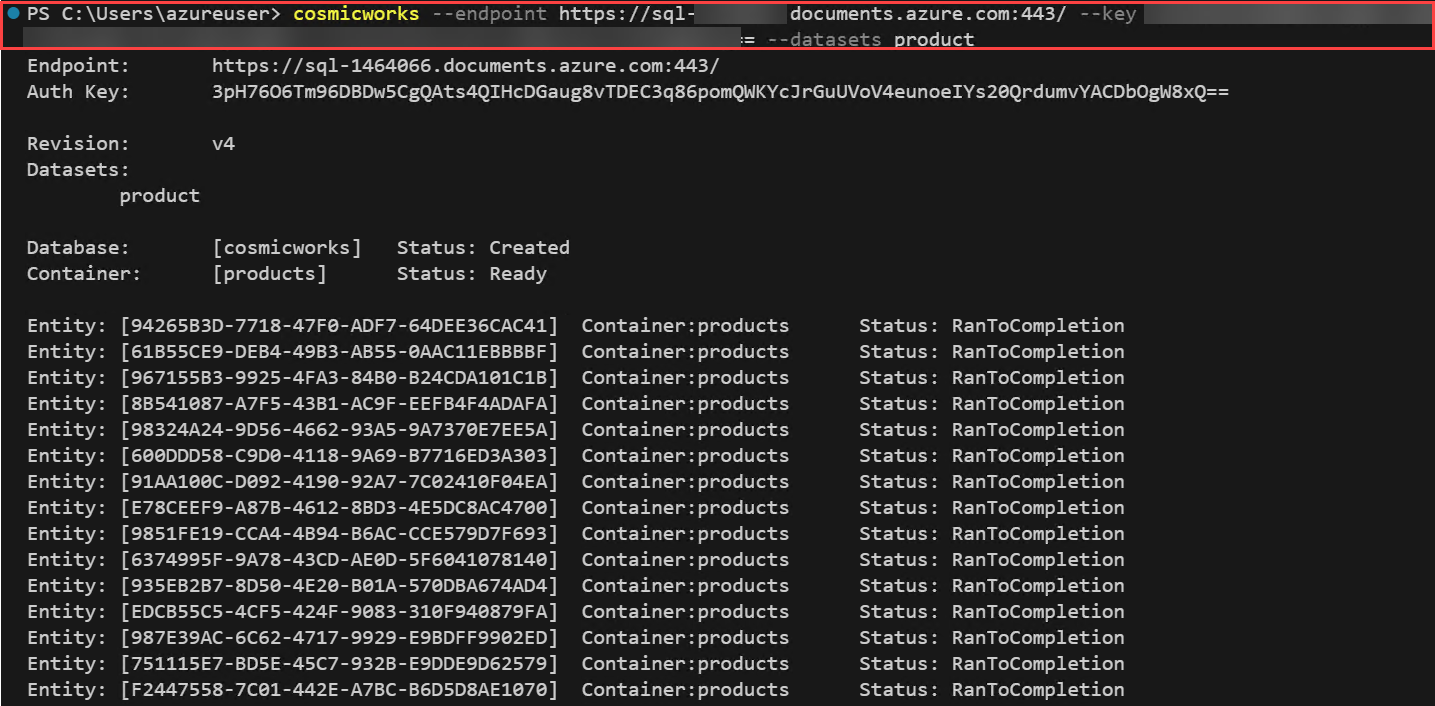 PS C:\Users\azureuser> cosmicworks --endpoint https://sql- documents.azure.com:443/ --key
== --datasets product
Endpoint: https://sql-1464066.documents.azure.com:443/
Auth Key: 3pH76O6Tm96DBDw5CgQAts4QIHcDGaug8vTDEC3q86pomQWKYcJrGuUVoV4eunoeIYs20QrdumvYACDbOgW8xQ==
Revision: v4
Datasets:
product
Database: [cosmicworks] Status: Created
Container: [products] Status: Ready
Entity: [94265B3D-7718-47F0-ADF7-64DEE36CAC41] Container:products Status: RanToCompletion
Entity: [61B55CE9-DEB4-49B3-AB55-0AAC11EBBBBF] Container:products Status: RanToCompletion
Entity: [967155B3-9925-4FA3-84B0-B24CDA101C1B] Container:products Status: RanToCompletion
Entity: [8B541087-A7F5-43B1-AC9F-EEFB4F4ADAFA] Container:products Status: RanToCompletion
Entity: [98324A24-9D56-4662-93A5-9A7370E7EE5A] Container:products Status: RanToCompletion
Entity: [600DDD58-C9D0-4118-9A69-B7716ED3A303] Container:products Status: RanToCompletion
Entity: [91AA100C-D092-4190-92A7-7C02410F04EA] Container:products Status: RanToCompletion
Entity: [E78CEEF9-A87B-4612-8BD3-4E5DC8AC4700] Container:products Status: RanToCompletion
Entity: [9851FE19-CCA4-4B94-B6AC-CCE579D7F693] Container:products Status: RanToCompletion
Entity: [6374995F-9A78-43CD-AE0D-5F6041078140] Container:products Status: RanToCompletion
Entity: [935EB2B7-8D50-4E20-B01A-570DBA674AD4] Container:products Status: RanToCompletion
Entity: [EDCB55C5-4CF5-424F-9083-310F940879FA] Container:products Status: RanToCompletion
Entity: [987E39AC-6C62-4717-9929-E9BDFF9902ED] Container:products Status: RanToCompletion
Entity: [751115E7-BD5E-45C7-932B-E9DDE9D62579] Container:products Status: RanToCompletion
Entity: [F2447558-7C01-442E-A7BC-B6D5D8AE1070] Container:products Status: RanToCompletion